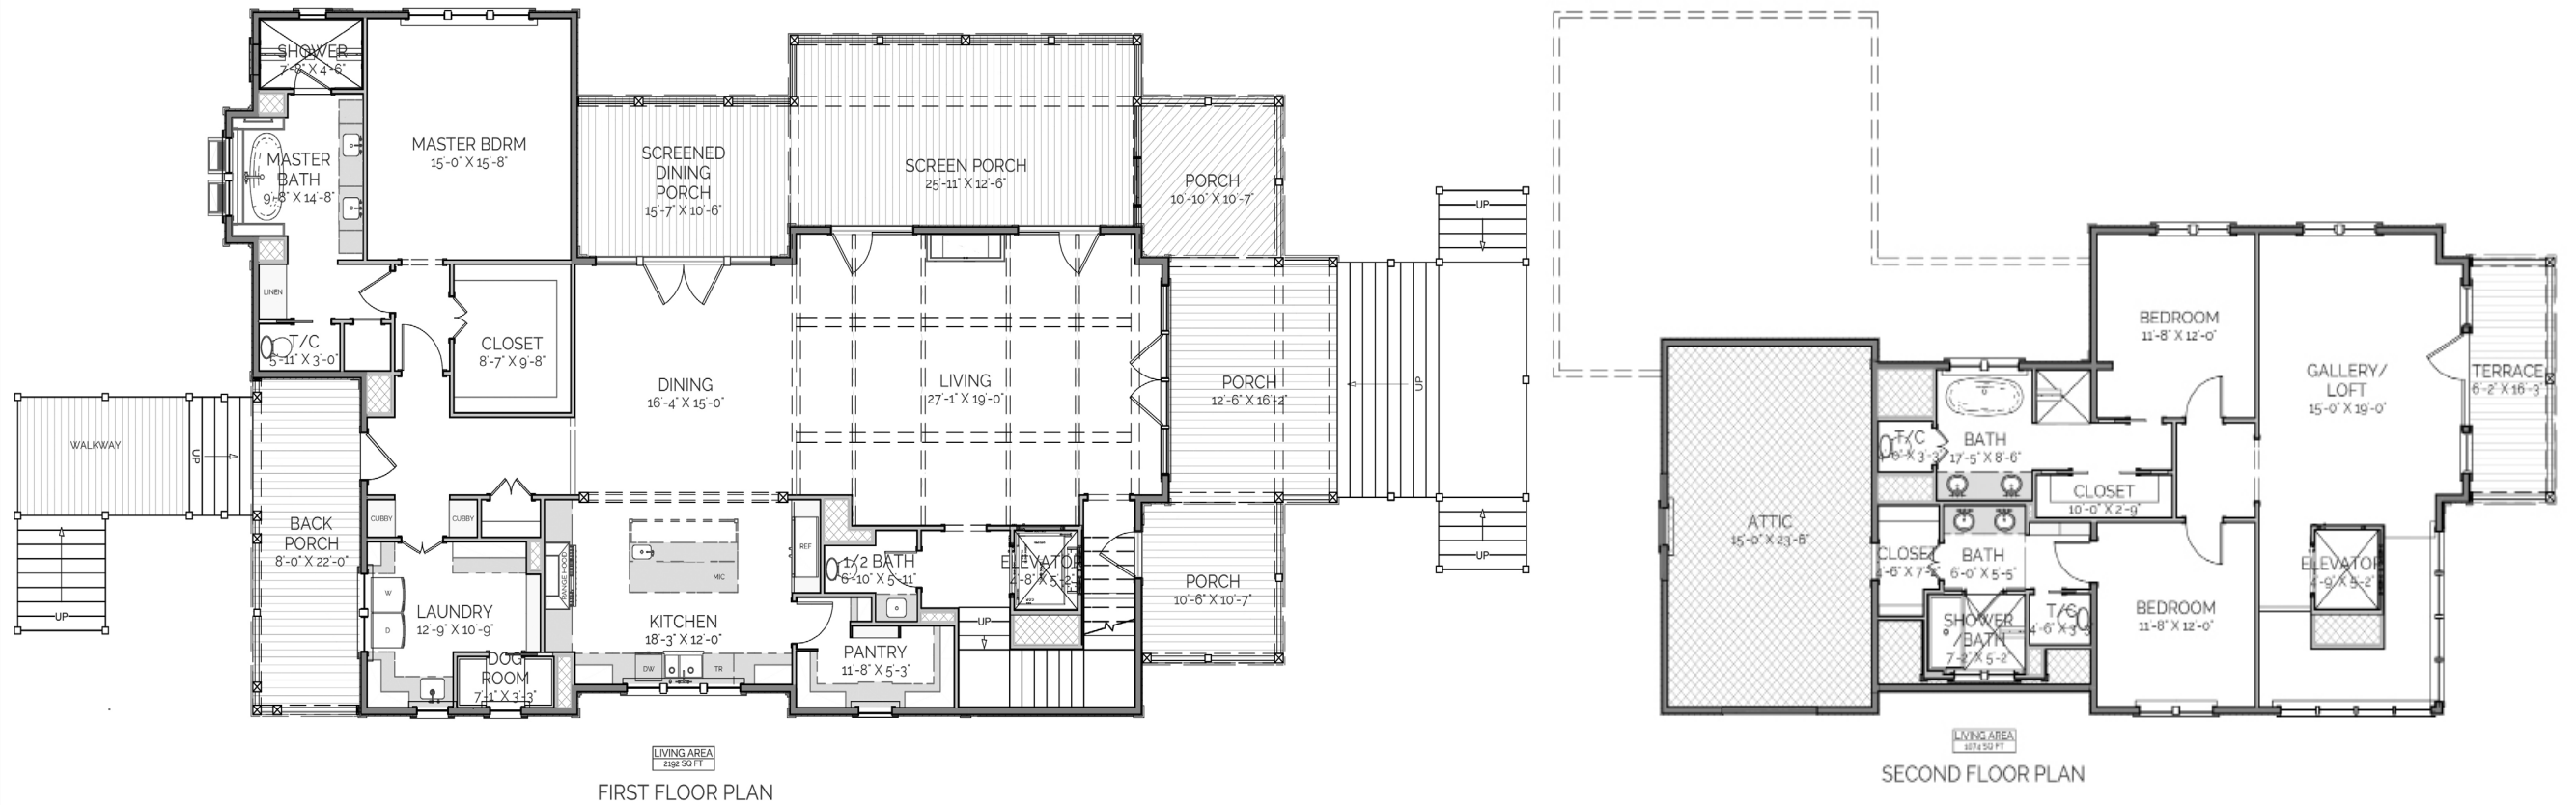 SHOWER
7'-8" X 4'-6"
MASTER BDRM
15'-0" X 15'-8"
MASTER
BATH
9'-8" X 14'-8"
SCREENED
DINING
PORCH
15'-7" X 10'-6"
SCREEN PORCH
25'-11" X 12'-6"
PORCH
10'-10" X 10'-7"
UP
LINEN
T/C
5'-11" X 3'-0"
CLOSET
8'-7" X 9'-8"
DINING
16'-4" X 15'-0"
LIVING
27'-1" X 19'-0"
PORCH
12'-6" X 16'-2"
UP
WALKWAY
UP
BACK
PORCH
8'-0" X 22'-0"
UP
CUBBY
CUBBY
RANGE HOOD
REF
MIC
1/2 BATH
6'-10" X 5'-11"
ELEVATOR
4'-8" X 5'-2"
PORCH
10'-6" X 10'-7"
UP
W
D
LAUNDRY
12'-9" X 10'-9"
KITCHEN
18'-3" X 12'-0"
UP
DOG
ROOM
7'-1" X 3'-3"
DW
TR
PANTRY
11'-8" X 5'-3"
LIVING AREA
2192 SQ FT
FIRST FLOOR PLAN
BEDROOM
11'-8" X 12'-0"
GALLERY/
LOFT
15'-0" X 19'-0"
TERRACE
6'-2" X 16'-3"
T/C
BATH
17'-5" X 8'-6"
CLOSET
10'-0" X 2'-9"
ATTIC
15'-0" X 23'-6"
CLOSET
BATH
6'-0" X 5'-5"
ELEVATOR
4'-9" X 5'-2"
SHOWER
/BATH
7'-2" X 5'-2"
T/C
BEDROOM
11'-8" X 12'-0"
LIVING AREA
1074 SQ FT
SECOND FLOOR PLAN